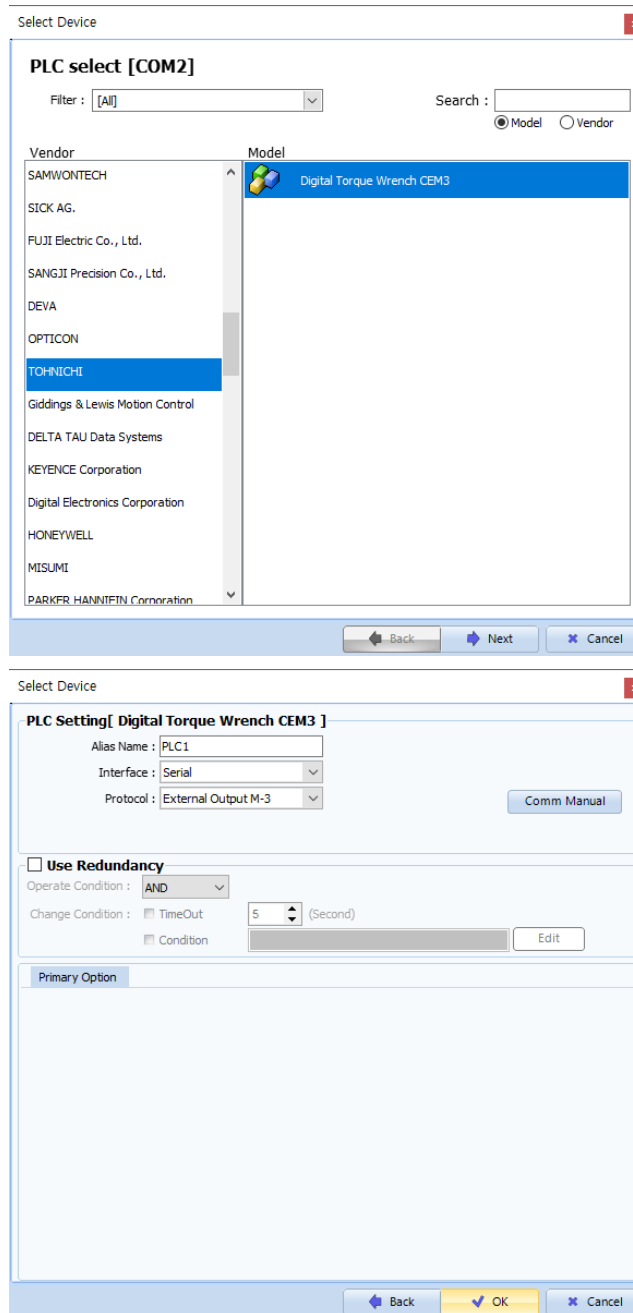 Select Device
PLC select [COM2]
Filter : [All]
Search :
Model Vendor
Vendor Model
SAMWONTECH
Digital Torque Wrench CEM3
SICK AG.
FUJI Electric Co., Ltd.
SANGJI Precision Co., Ltd.
DEVA
OPTICON
TOHNICHI
Giddings & Lewis Motion Control
DELTA TAU Data Systems
KEYENCE Corporation
Digital Electronics Corporation
HONEYWELL
MISUMI
PARKER HANNIFIN Corporation
Back Next Cancel
Select Device
PLC Setting[ Digital Torque Wrench CEM3 ]
Alias Name : PLC1
Interface : Serial
Protocol : External Output M-3
Comm Manual
Use Redundancy
Operate Condition : AND
Change Condition : TimeOut 5 (Second)
Condition Edit
Primary Option
Back OK Cancel